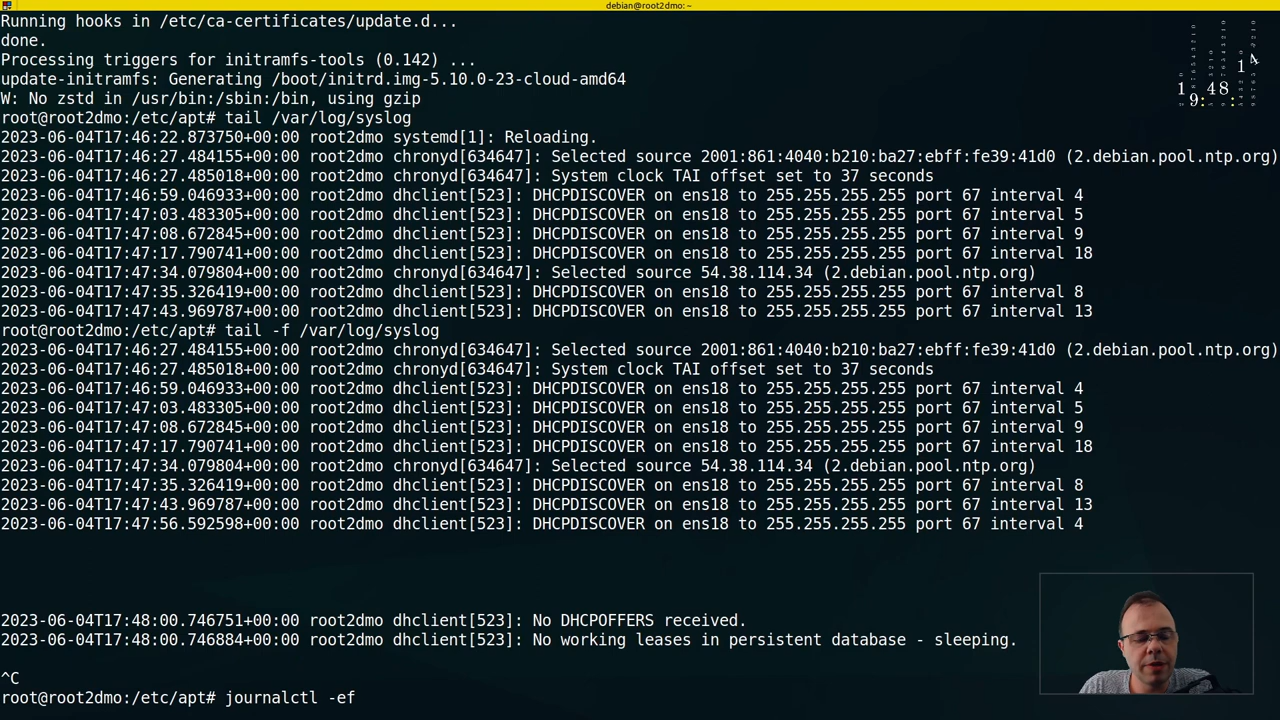 debian@root2dmo: ~
Running hooks in /etc/ca-certificates/update.d...
done.
Processing triggers for initramfs-tools (0.142) ...
update-initramfs: Generating /boot/initrd.img-5.10.0-23-cloud-amd64
W: No zstd in /usr/bin:/sbin:/bin, using gzip
root@root2dmo:/etc/apt# tail /var/log/syslog
2023-06-04T17:46:22.873750+00:00 root2dmo systemd[1]: Reloading.
2023-06-04T17:46:27.484155+00:00 root2dmo chronyd[634647]: Selected source 2001:861:4040:b210:ba27:ebff:fe39:41d0 (2.debian.pool.ntp.org)
2023-06-04T17:46:27.485018+00:00 root2dmo chronyd[634647]: System clock TAI offset set to 37 seconds
2023-06-04T17:46:59.046933+00:00 root2dmo dhclient[523]: DHCPDISCOVER on ens18 to 255.255.255.255 port 67 interval 4
2023-06-04T17:47:03.483305+00:00 root2dmo dhclient[523]: DHCPDISCOVER on ens18 to 255.255.255.255 port 67 interval 5
2023-06-04T17:47:08.672845+00:00 root2dmo dhclient[523]: DHCPDISCOVER on ens18 to 255.255.255.255 port 67 interval 9
2023-06-04T17:47:17.790741+00:00 root2dmo dhclient[523]: DHCPDISCOVER on ens18 to 255.255.255.255 port 67 interval 18
2023-06-04T17:47:34.079804+00:00 root2dmo chronyd[634647]: Selected source 54.38.114.34 (2.debian.pool.ntp.org)
2023-06-04T17:47:35.326419+00:00 root2dmo dhclient[523]: DHCPDISCOVER on ens18 to 255.255.255.255 port 67 interval 8
2023-06-04T17:47:43.969787+00:00 root2dmo dhclient[523]: DHCPDISCOVER on ens18 to 255.255.255.255 port 67 interval 13
root@root2dmo:/etc/apt# tail -f /var/log/syslog
2023-06-04T17:46:27.484155+00:00 root2dmo chronyd[634647]: Selected source 2001:861:4040:b210:ba27:ebff:fe39:41d0 (2.debian.pool.ntp.org)
2023-06-04T17:46:27.485018+00:00 root2dmo chronyd[634647]: System clock TAI offset set to 37 seconds
2023-06-04T17:46:59.046933+00:00 root2dmo dhclient[523]: DHCPDISCOVER on ens18 to 255.255.255.255 port 67 interval 4
2023-06-04T17:47:03.483305+00:00 root2dmo dhclient[523]: DHCPDISCOVER on ens18 to 255.255.255.255 port 67 interval 5
2023-06-04T17:47:08.672845+00:00 root2dmo dhclient[523]: DHCPDISCOVER on ens18 to 255.255.255.255 port 67 interval 9
2023-06-04T17:47:17.790741+00:00 root2dmo dhclient[523]: DHCPDISCOVER on ens18 to 255.255.255.255 port 67 interval 18
2023-06-04T17:47:34.079804+00:00 root2dmo chronyd[634647]: Selected source 54.38.114.34 (2.debian.pool.ntp.org)
2023-06-04T17:47:35.326419+00:00 root2dmo dhclient[523]: DHCPDISCOVER on ens18 to 255.255.255.255 port 67 interval 8
2023-06-04T17:47:43.969787+00:00 root2dmo dhclient[523]: DHCPDISCOVER on ens18 to 255.255.255.255 port 67 interval 13
2023-06-04T17:47:56.592598+00:00 root2dmo dhclient[523]: DHCPDISCOVER on ens18 to 255.255.255.255 port 67 interval 4
2023-06-04T17:48:00.746751+00:00 root2dmo dhclient[523]: No DHCPOFFERS received.
2023-06-04T17:48:00.746884+00:00 root2dmo dhclient[523]: No working leases in persistent database - sleeping.
^C
root@root2dmo:/etc/apt# journalctl -ef